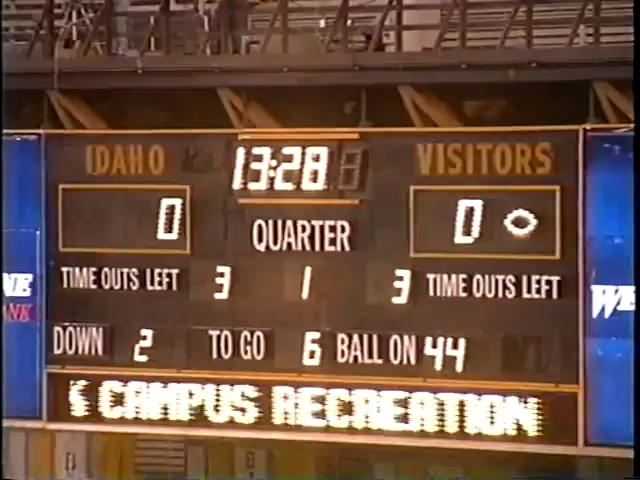 IDAHO 13:28 VISITORS
0 QUARTER 0
TIME OUTS LEFT 3 1 3 TIME OUTS LEFT
DOWN 2 TO GO 6 BALL ON 44
CAMPUS RECREATION